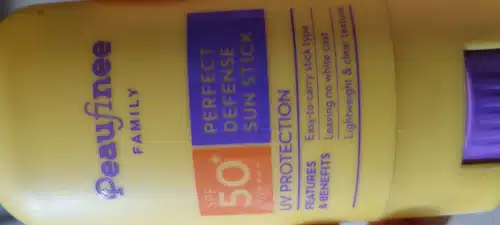 Peaufinee
FAMILY
SPF
50+
PERFECT
DEFENSE
SUN STICK
UV PROTECTION
FEATURES
& BENEFITS
Easy-to-carry stick type
Leaving no white cast
Lightweight & clear texture